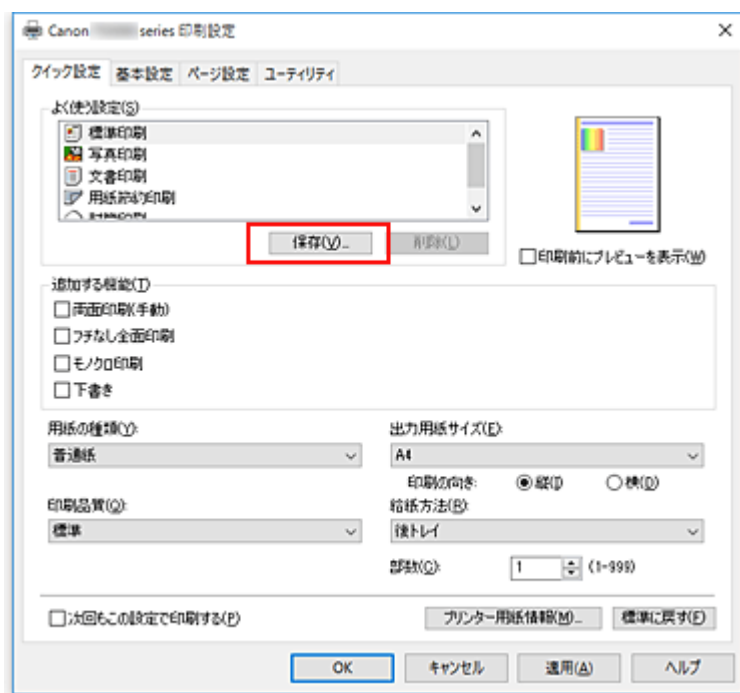 Canon series 印刷設定
クイック設定 基本設定 ページ設定 ユーティリティ
よく使う設定(S)
標準印刷
写真印刷
文書印刷
用紙節約印刷
保存(V)...
削除(L)
印刷前にプレビューを表示(W)
追加する機能(T)
両面印刷(手動)
フチなし全面印刷
モノクロ印刷
下書き
用紙の種類(Y):
普通紙
出力用紙サイズ(E):
A4
印刷の向き: 縦(I) 横(D)
印刷品質(Q):
標準
給紙方法(R):
後トレイ
部数(C): 1 (1-999)
次回もこの設定で印刷する(P)
プリンター用紙情報(M)... 標準に戻す(F)
OK キャンセル 適用(A) ヘルプ